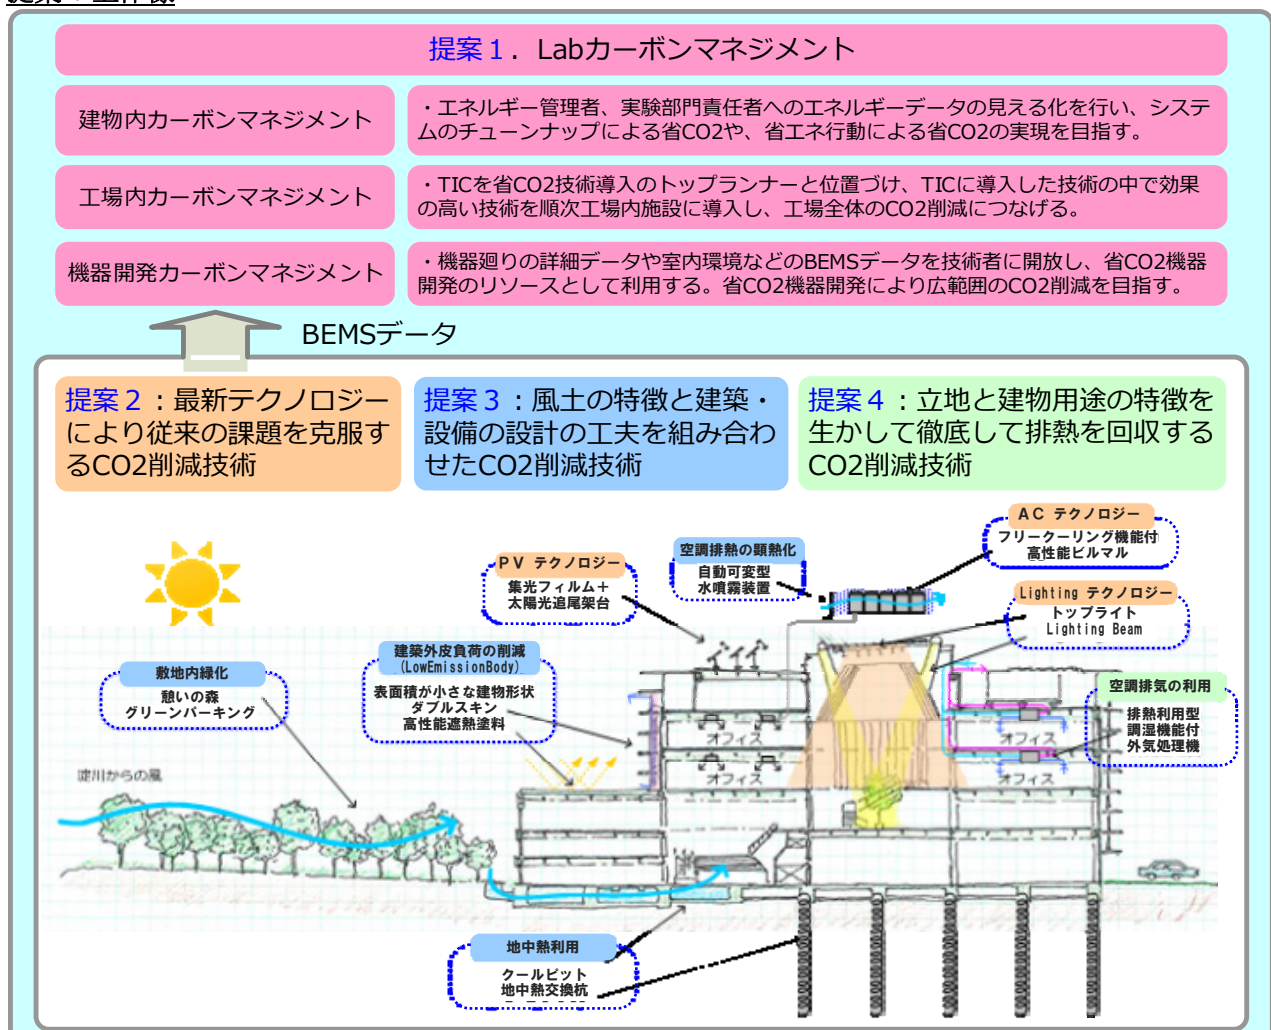 提案１．Labカーボンマネジメント
建物内カーボンマネジメント
・エネルギー管理者、実験部門責任者へのエネルギーデータの見える化を行い、システ
ムのチューンナップによる省CO2や、省エネ行動による省CO2の実現を目指す。
工場内カーボンマネジメント
・TICを省CO2技術導入のトップランナーと位置づけ、TICに導入した技術の中で効果
の高い技術を順次工場内施設に導入し、工場全体のCO2削減につなげる。
機器開発カーボンマネジメント
・機器廻りの詳細データや室内環境などのBEMSデータを技術者に開放し、省CO2機器
開発のリソースとして利用する。省CO2機器開発により広範囲のCO2削減を目指す。
BEMSデータ
提案２：最新テクノロジー
により従来の課題を克服す
るCO2削減技術
提案３：風土の特徴と建築・
設備の設計の工夫を組み合わ
せたCO2削減技術
提案４：立地と建物用途の特徴を
生かして徹底して排熱を回収する
CO2削減技術
AC テクノロジー
フリークーリング機能付
高性能ビルマル
空調排熱の顕熱化
自動可変型
水噴霧装置
PV テクノロジー
集光フィルム＋
太陽光追尾架台
Lighting テクノロジー
トップライト
Lighting Beam
建築外皮負荷の削減
(LowEmissionBody)
表面積が小さな建物形状
ダブルスキン
高性能遮熱塗料
敷地内緑化
憩いの森
グリーンパーキング
空調排気の利用
排熱利用型
調湿機能付
外気処理機
オフィス
オフィス
オフィス
オフィス
淀川からの風
地中熱利用
クールピット
地中熱交換杭